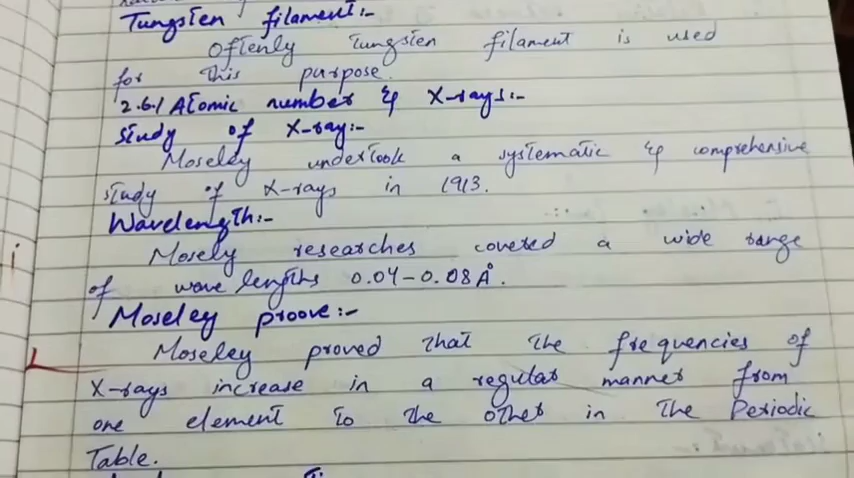 Tungsten filament:-
Oftenly Tungsten filament is used
for this purpose.
2.6.1 Atomic number & X-rays:-
Study of X-ray:-
Moseley undertook a systematic & comprehensive
study of X-rays in 1913.
Wavelength:-
Mosely researches covered a wide range
of wave lengths 0.04-0.08 Å.
Moseley proove:-
Moseley proved that the frequencies of
X-rays increase in a regular manner from
one element to the other in the Periodic
Table.